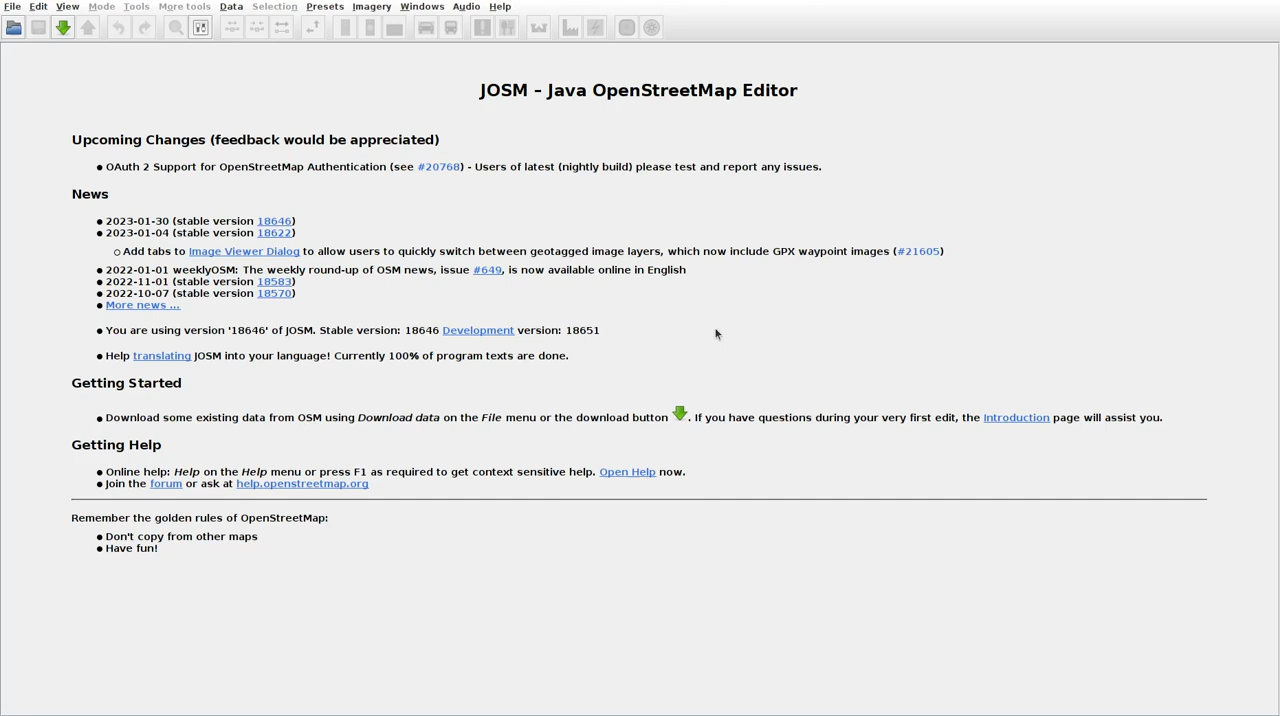 File Edit View Mode Tools More tools Data Selection Presets Imagery Windows Audio Help
JOSM – Java OpenStreetMap Editor
Upcoming Changes (feedback would be appreciated)
● OAuth 2 Support for OpenStreetMap Authentication (see #20768) - Users of latest (nightly build) please test and report any issues.
News
● 2023-01-30 (stable version 18646)
● 2023-01-04 (stable version 18622)
○ Add tabs to Image Viewer Dialog to allow users to quickly switch between geotagged image layers, which now include GPX waypoint images (#21605)
● 2022-01-01 weeklyOSM: The weekly round-up of OSM news, issue #649, is now available online in English
● 2022-11-01 (stable version 18583)
● 2022-10-07 (stable version 18570)
● More news ...
● You are using version '18646' of JOSM. Stable version: 18646 Development version: 18651
● Help translating JOSM into your language! Currently 100% of program texts are done.
Getting Started
● Download some existing data from OSM using Download data on the File menu or the download button . If you have questions during your very first edit, the Introduction page will assist you.
Getting Help
● Online help: Help on the Help menu or press F1 as required to get context sensitive help. Open Help now.
● Join the forum or ask at help.openstreetmap.org
Remember the golden rules of OpenStreetMap:
● Don't copy from other maps
● Have fun!